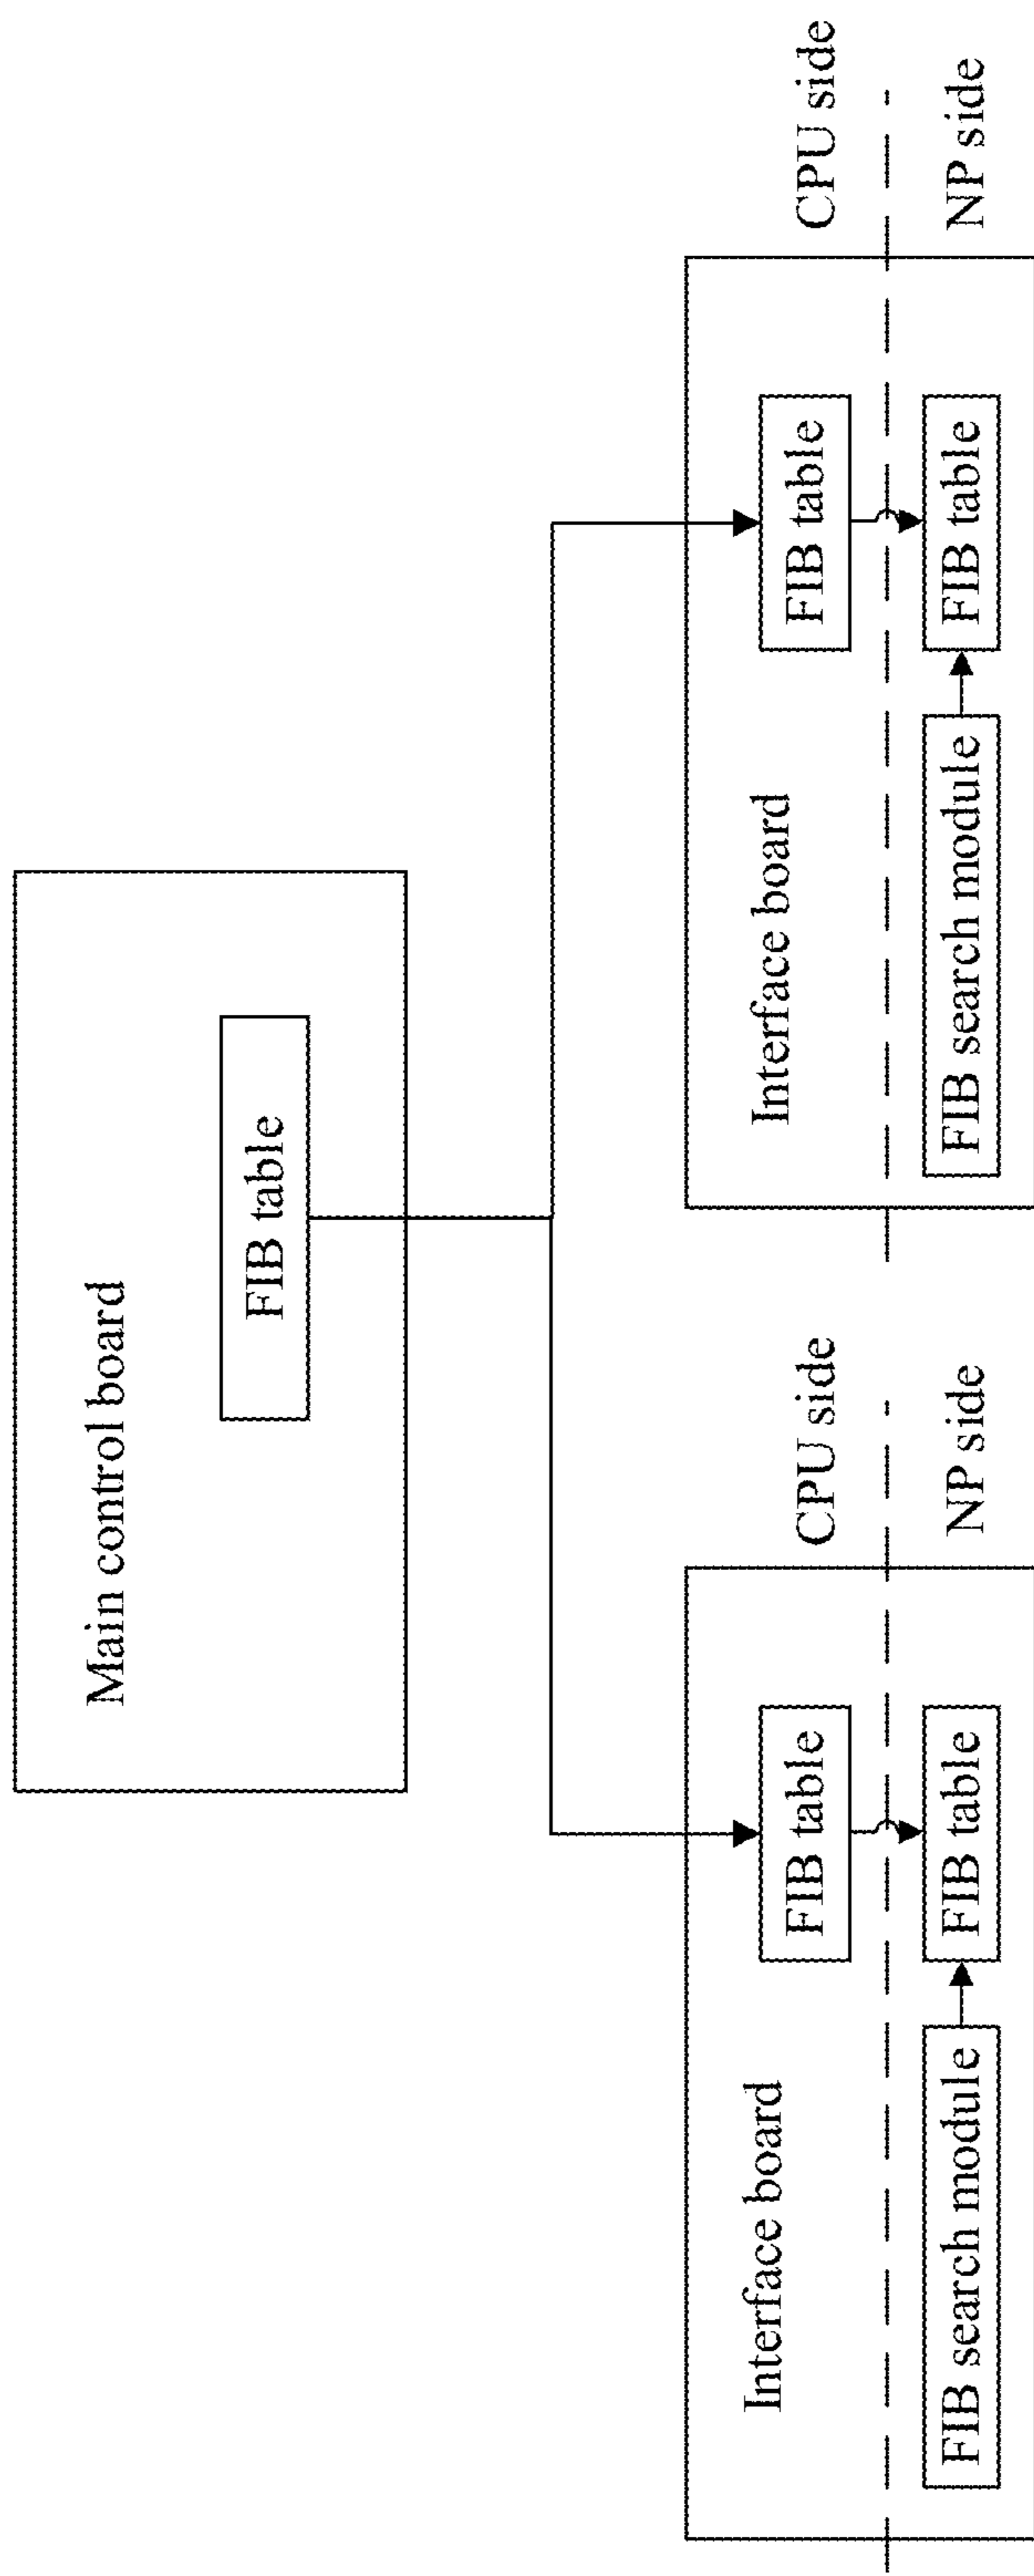 Main control board
FIB table
Interface board
FIB table
CPU side
FIB search module
FIB table
NP side
Interface board
FIB table
CPU side
FIB search module
FIB table
NP side